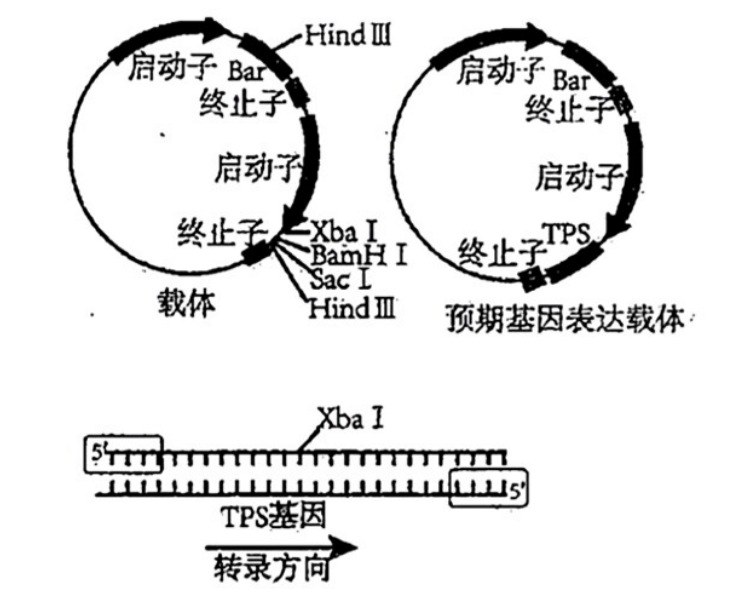 Hind Ⅲ
启动子 Bar
终止子
启动子
终止子
Xba Ⅰ
BamH Ⅰ
Sac Ⅰ
Hind Ⅲ
载体
启动子 Bar
终止子
启动子
终止子 TPS
预期基因表达载体
Xba Ⅰ
5'
5'
TPS基因
转录方向